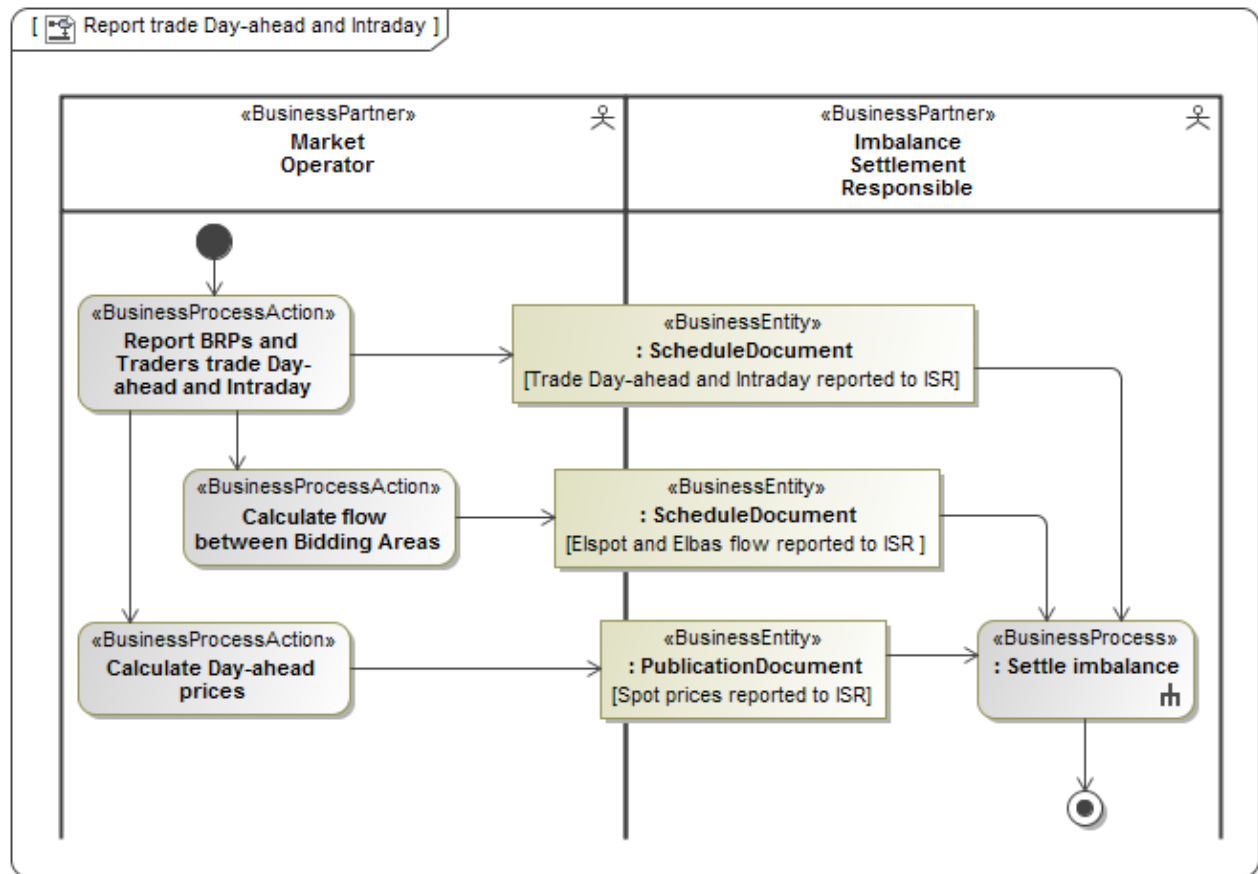 [ Report trade Day-ahead and Intraday ]
«BusinessPartner»
Market
Operator
«BusinessPartner»
Imbalance
Settlement
Responsible
«BusinessProcessAction»
Report BRPs and
Traders trade Day-
ahead and Intraday
«BusinessEntity»
: ScheduleDocument
[Trade Day-ahead and Intraday reported to ISR]
«BusinessProcessAction»
Calculate flow
between Bidding Areas
«BusinessEntity»
: ScheduleDocument
[Elspot and Elbas flow reported to ISR ]
«BusinessProcessAction»
Calculate Day-ahead
prices
«BusinessEntity»
: PublicationDocument
[Spot prices reported to ISR]
«BusinessProcess»
: Settle imbalance